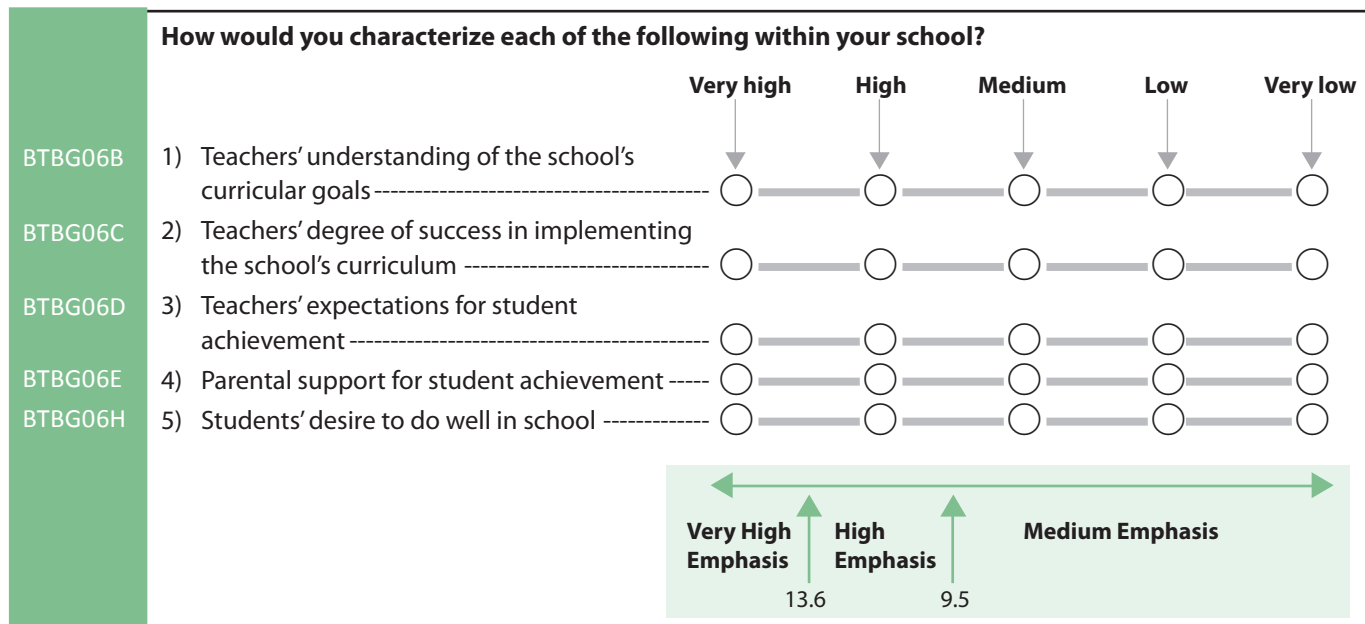 How would you characterize each of the following within your school?
Very high High Medium Low Very low
BTBG06B 1) Teachers’ understanding of the school’s
curricular goals
BTBG06C 2) Teachers’ degree of success in implementing
the school’s curriculum
BTBG06D 3) Teachers’ expectations for student
achievement
BTBG06E 4) Parental support for student achievement
BTBG06H 5) Students’ desire to do well in school
Very High High Medium Emphasis
Emphasis Emphasis
13.6 9.5